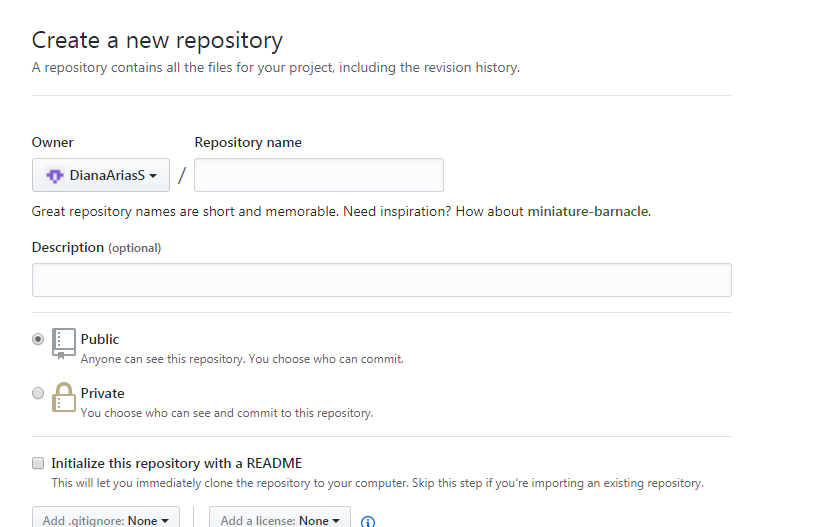 Create a new repository
A repository contains all the files for your project, including the revision history.
Owner
Repository name
DianaAriasS
/
Great repository names are short and memorable. Need inspiration? How about miniature-barnacle.
Description (optional)
Public
Anyone can see this repository. You choose who can commit.
Private
You choose who can see and commit to this repository.
Initialize this repository with a README
This will let you immediately clone the repository to your computer. Skip this step if you're importing an existing repository.
Add .gitignore: None
Add a license: None